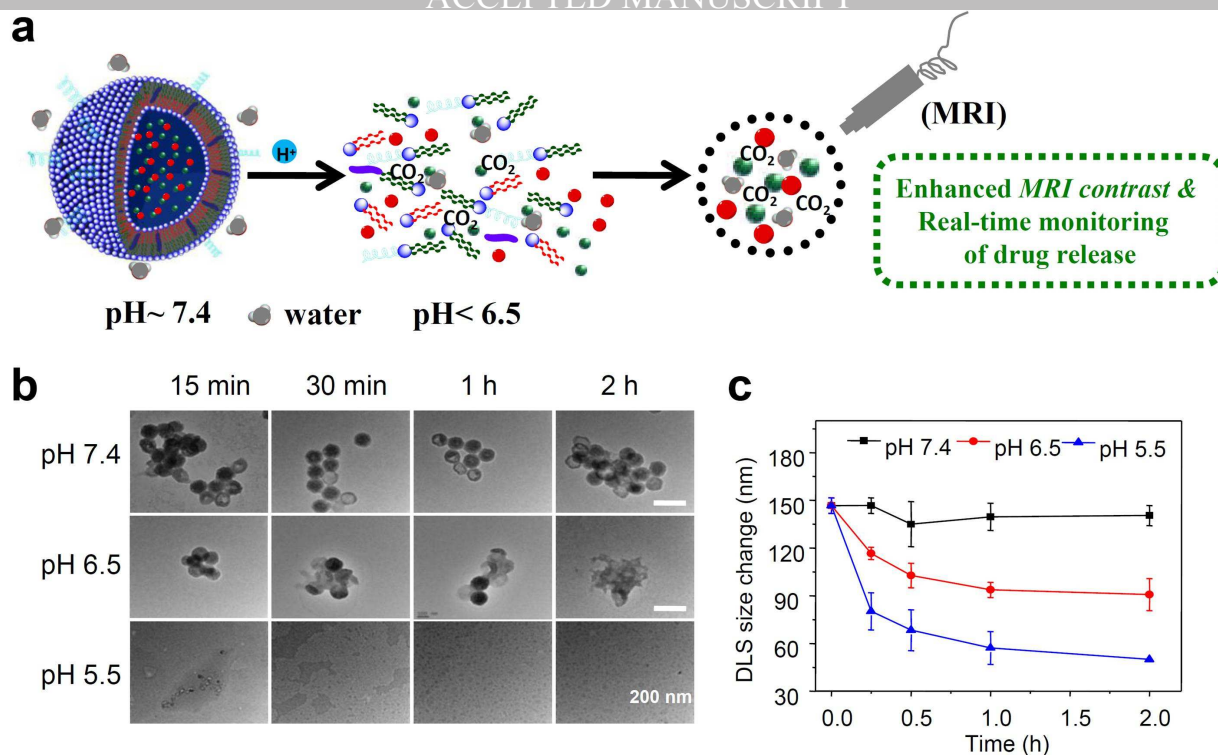 ACCEPTED MANUSCRIPT
a
H+
CO2
CO2
CO2
CO2
CO2
CO2
(MRI)
Enhanced MRI contrast &
Real-time monitoring
of drug release
pH~ 7.4
water
pH< 6.5
b
15 min 30 min 1 h 2 h
pH 7.4
pH 6.5
pH 5.5
200 nm
c
pH 7.4 pH 6.5 pH 5.5
DLS size change (nm)
180
150
120
90
60
30
0.0 0.5 1.0 1.5 2.0
Time (h)